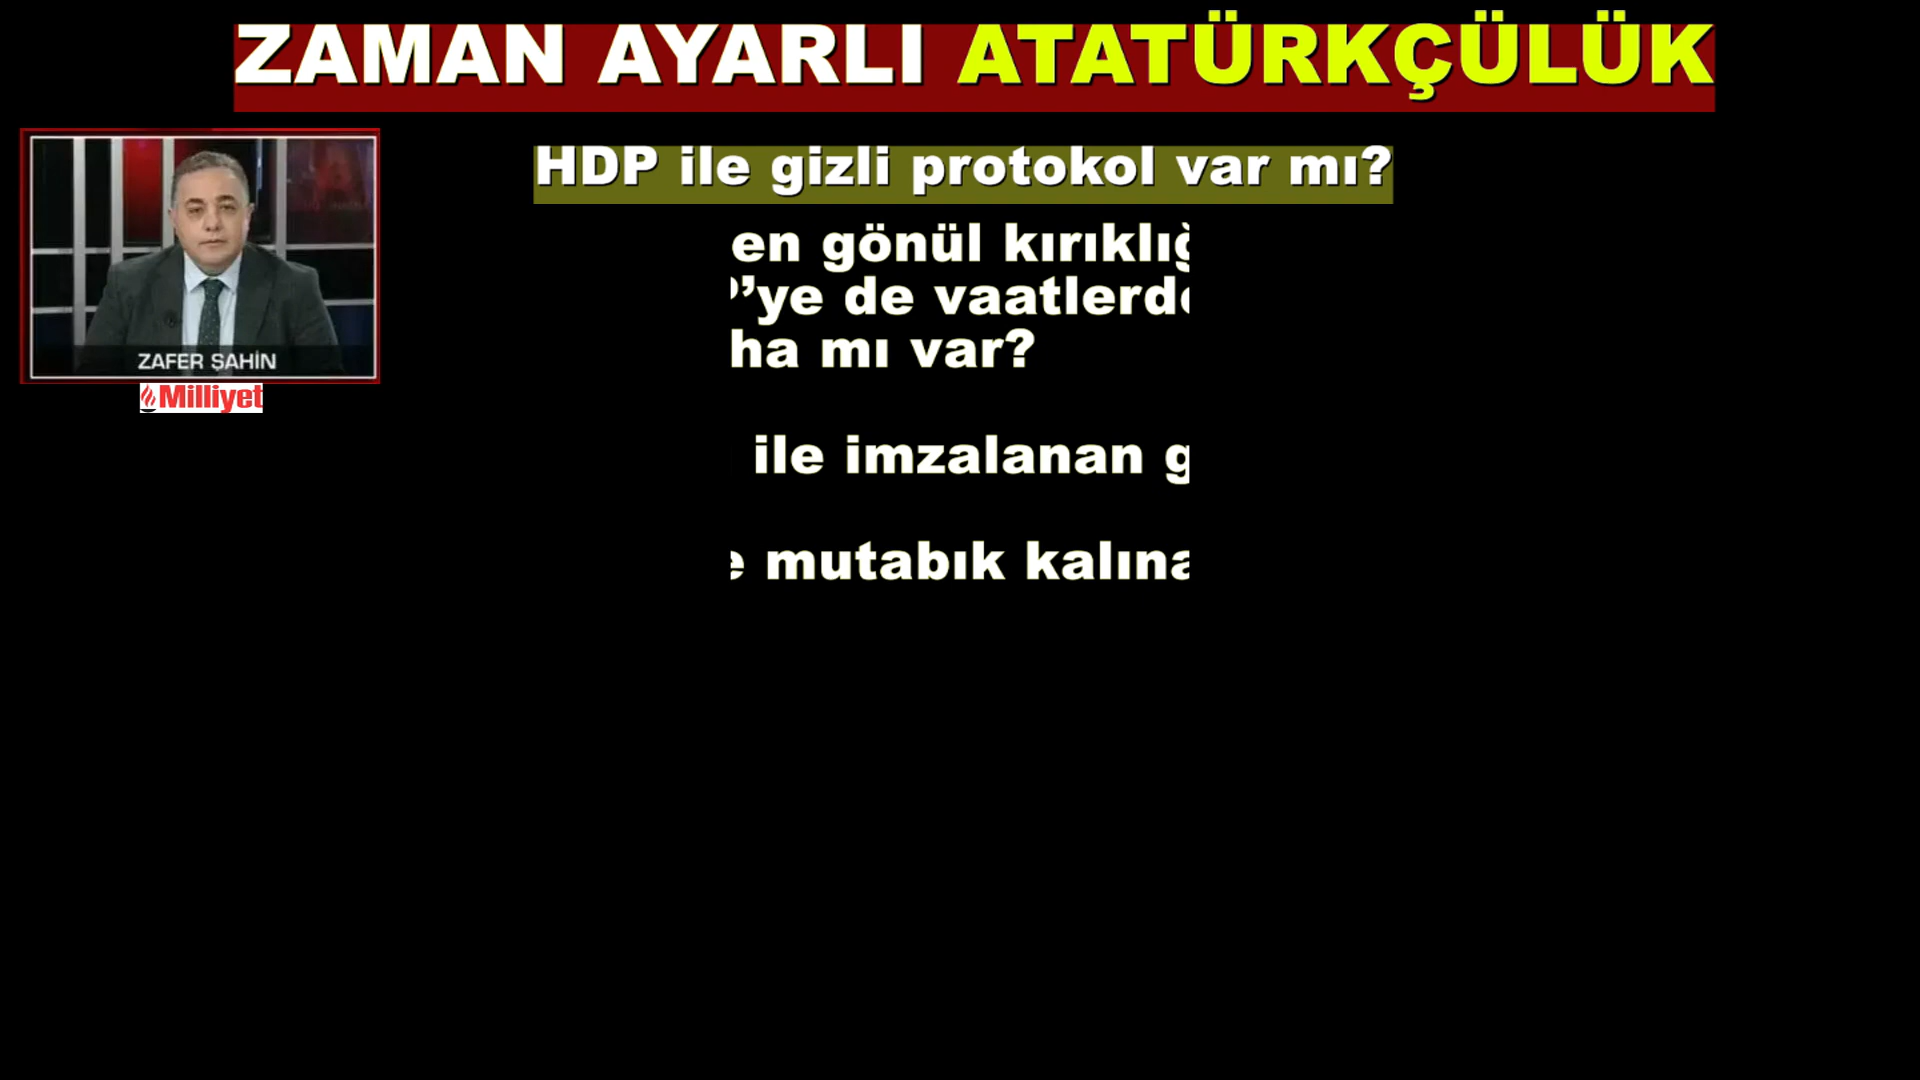 ZAMAN AYARLI ATATÜRKÇÜLÜK
HDP ile gizli protokol var mı?
en gönül kırıklığ
’ye de vaatlerde
ha mı var?
ZAFER ŞAHİN
Milliyet
ile imzalanan g
mutabık kalına